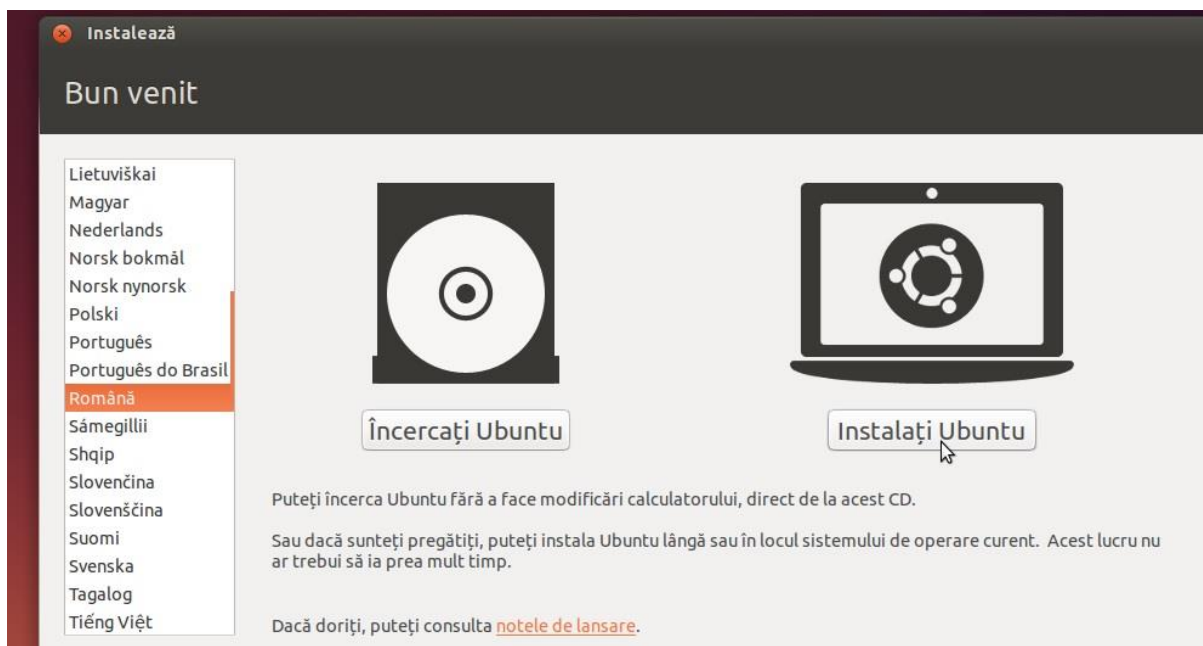 Instalează
Bun venit
Lietuviškai
Magyar
Nederlands
Norsk bokmål
Norsk nynorsk
Polski
Português
Português do Brasil
Română
Sámegillii
Shqip
Slovenčina
Slovenščina
Suomi
Svenska
Tagalog
Tiếng Việt
Încercați Ubuntu
Instalați Ubuntu
Puteți încerca Ubuntu fără a face modificări calculatorului, direct de la acest CD.
Sau dacă sunteți pregătiți, puteți instala Ubuntu lângă sau în locul sistemului de operare curent. Acest lucru nu
ar trebui să ia prea mult timp.
Dacă doriți, puteți consulta notele de lansare.